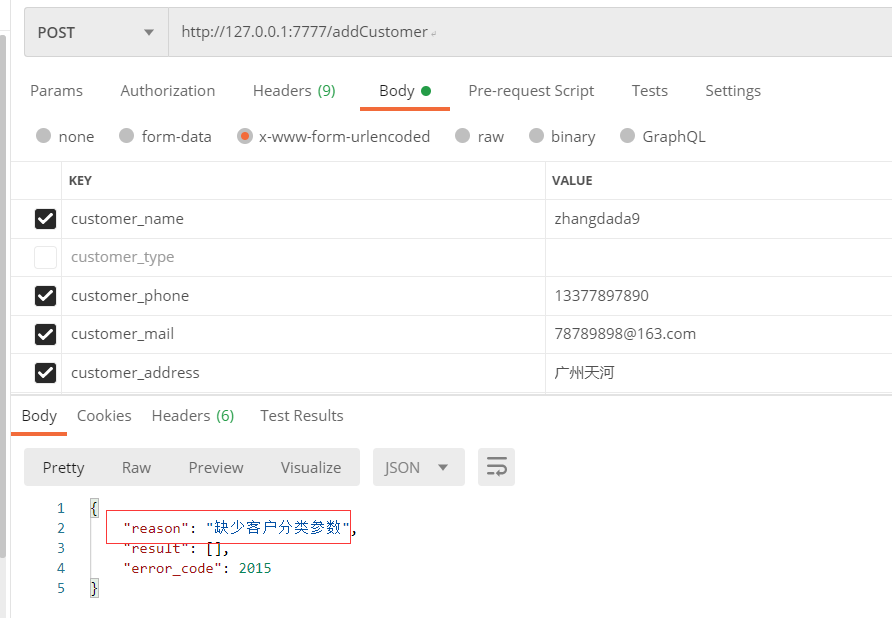 POST http://127.0.0.1:7777/addCustomer
Params Authorization Headers (9) Body Pre-request Script Tests Settings
none form-data x-www-form-urlencoded raw binary GraphQL
KEY VALUE
customer_name zhangdada9
customer_type
customer_phone 13377897890
customer_mail 78789898@163.com
customer_address 广州天河
Body Cookies Headers (6) Test Results
Pretty Raw Preview Visualize JSON
1 {
2 "reason": "缺少客户分类参数",
3 "result": [],
4 "error_code": 2015
5 }